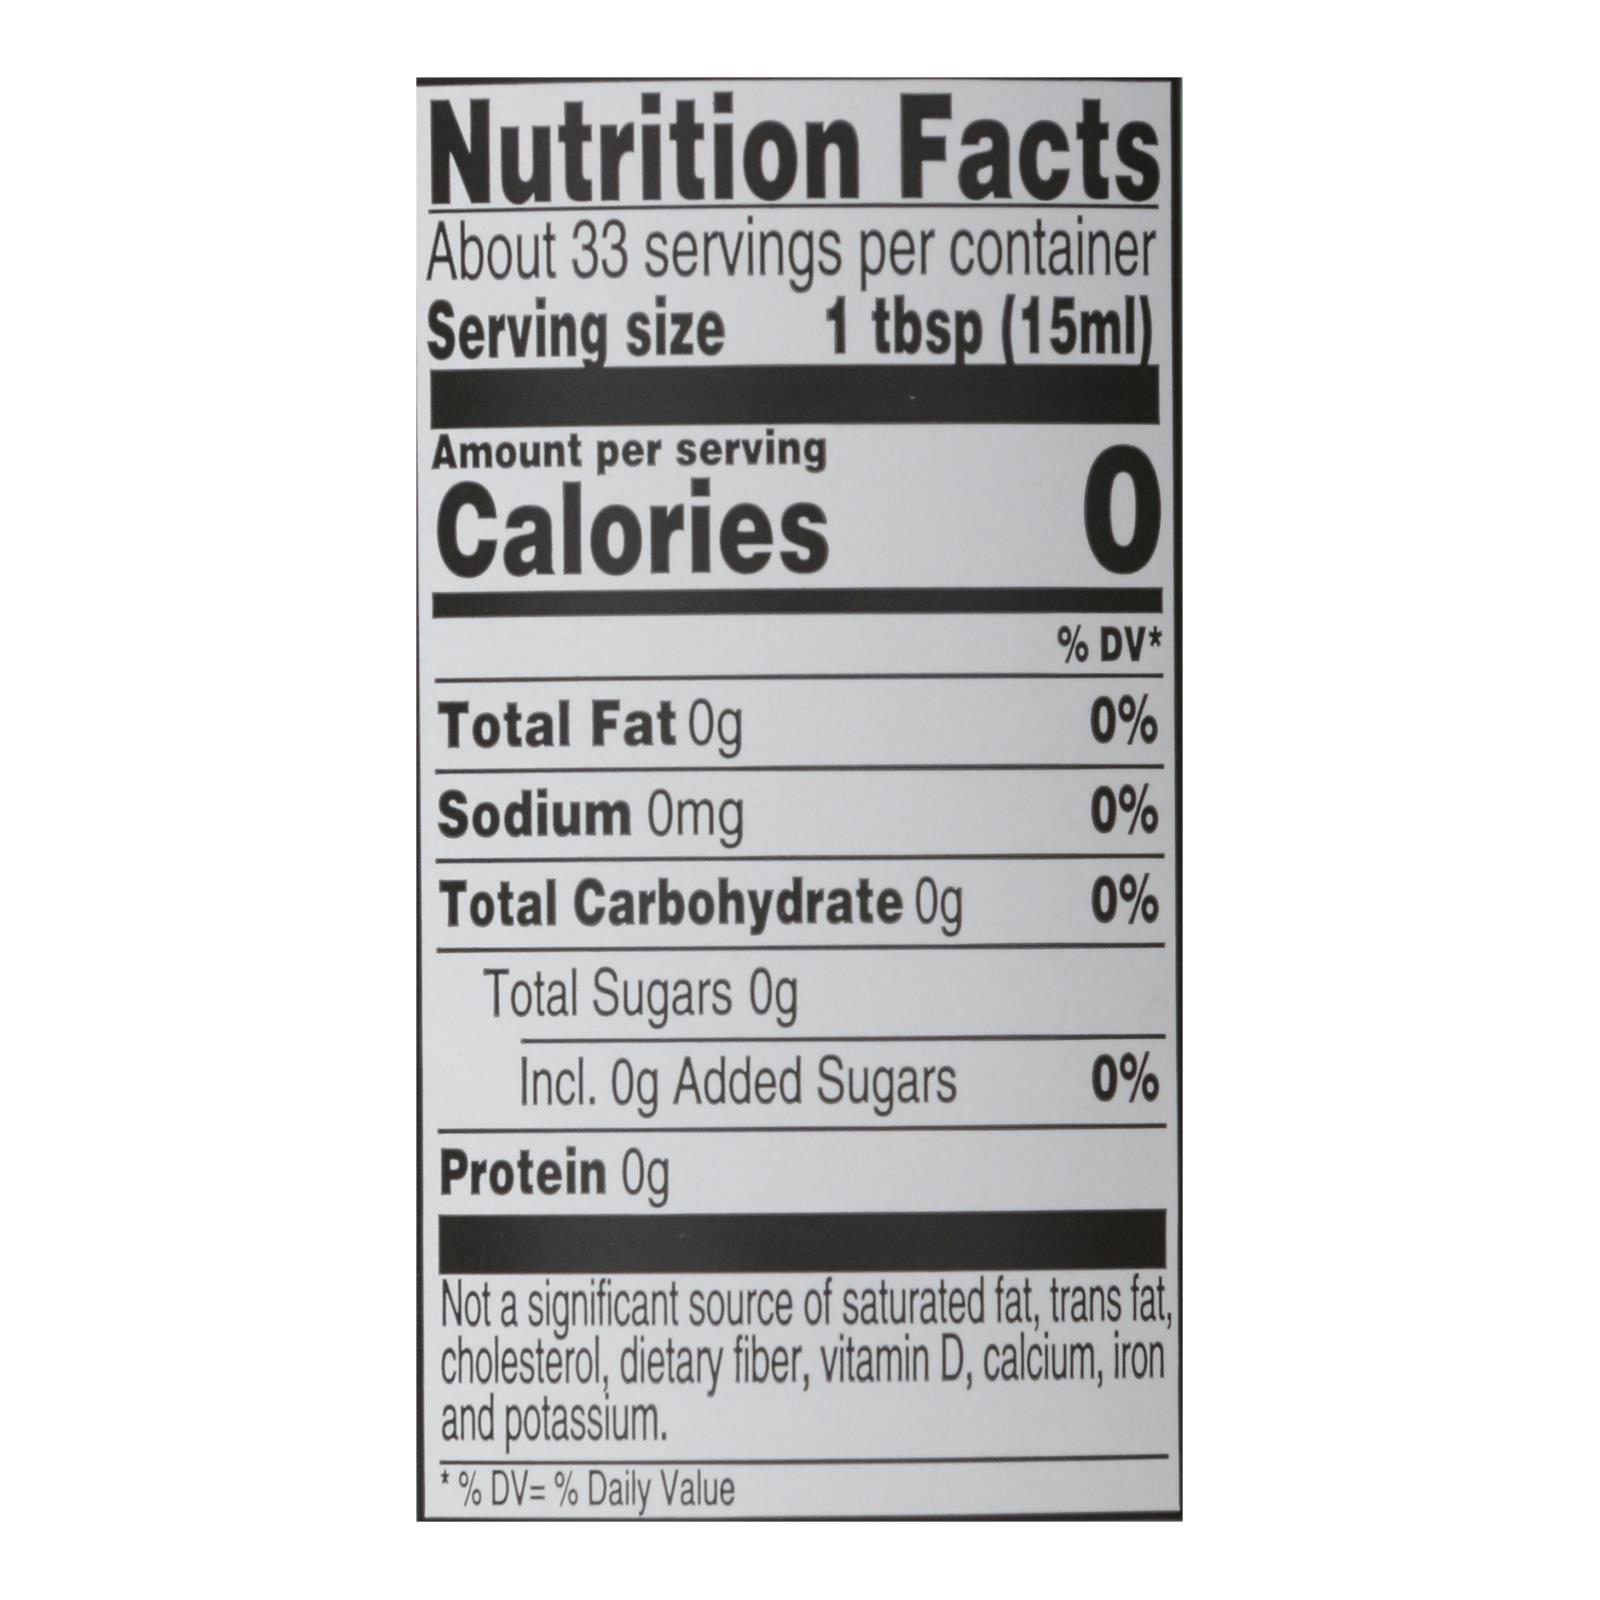 Nutrition Facts
About 33 servings per container
Serving size 1 tbsp (15ml)
Amount per serving
Calories 0
% DV*
Total Fat 0g 0%
Sodium 0mg 0%
Total Carbohydrate 0g 0%
Total Sugars 0g
Incl. 0g Added Sugars 0%
Protein 0g
Not a significant source of saturated fat, trans fat,
cholesterol, dietary fiber, vitamin D, calcium, iron
and potassium.
* % DV= % Daily Value